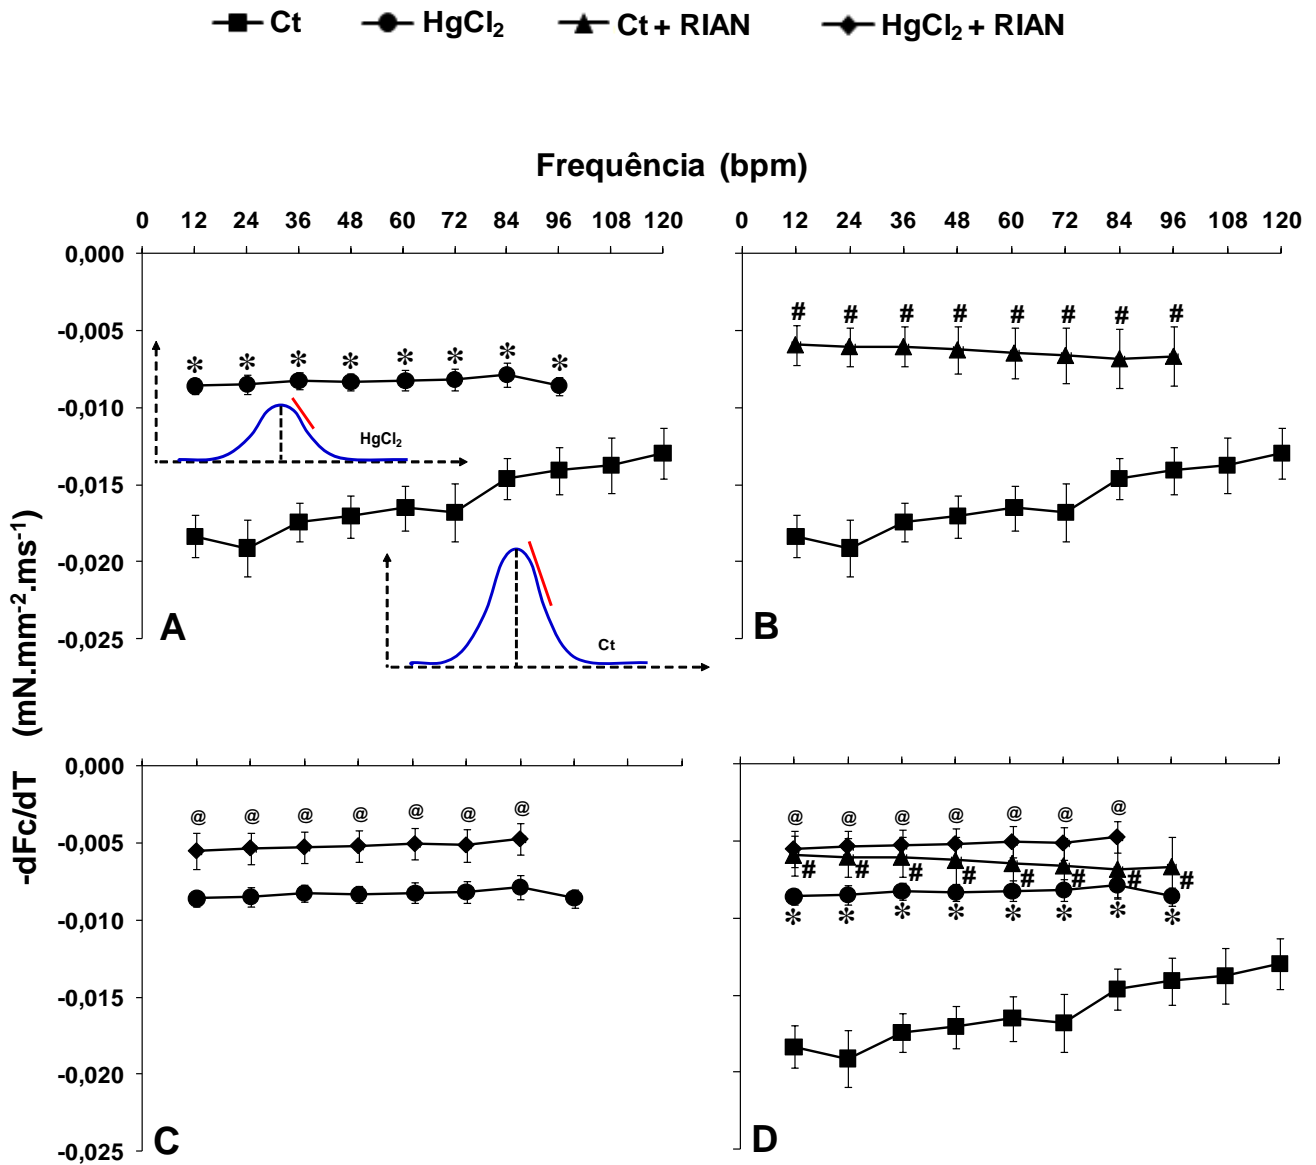 Ct HgCl₂ Ct + RIAN HgCl₂ + RIAN
Frequência (bpm)
0 12 24 36 48 60 72 84 96 108 120
0 12 24 36 48 60 72 84 96 108 120
0,000
-0,005
-0,010
-0,015
-0,020
-0,025
* * * * * * * *
HgCl₂
Ct
A
# # # # # # # #
B
-dFc/dT (mN.mm⁻².ms⁻¹)
0,000
-0,005
-0,010
-0,015
-0,020
-0,025
@ @ @ @ @ @ @
C
@ @ @ @ @ @ @
# # # # # # # #
* * * * * * * *
D